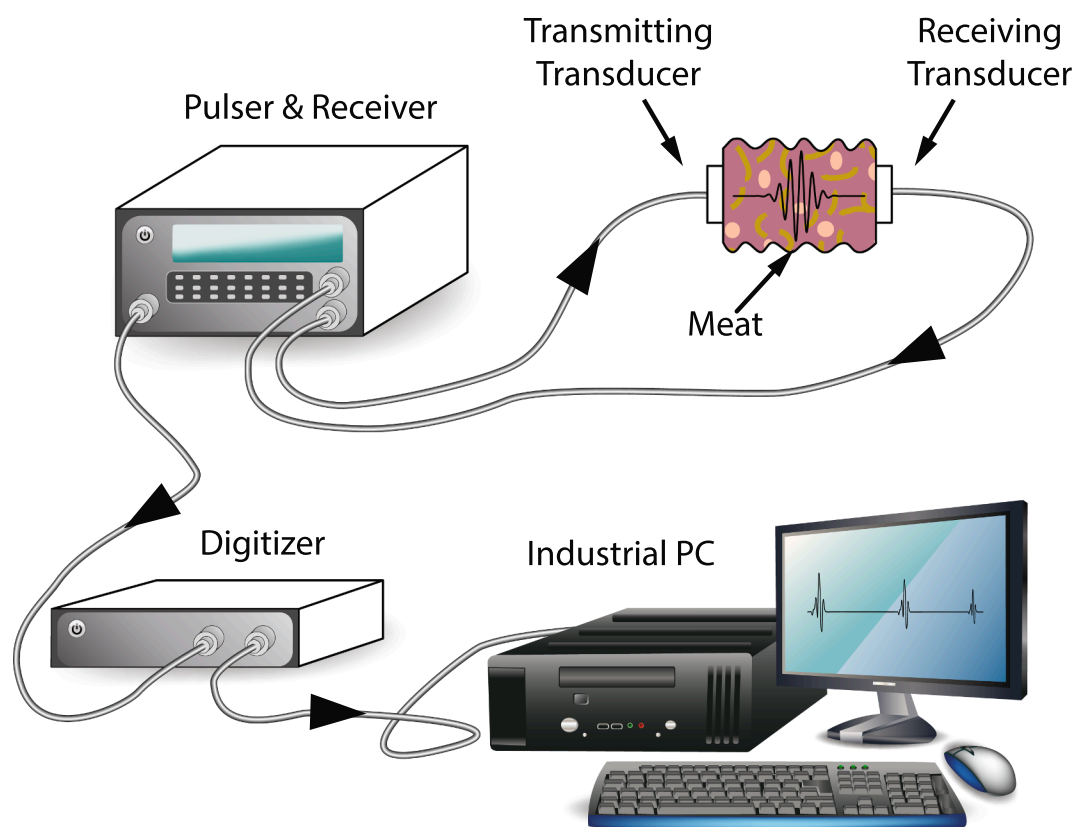 Transmitting
Transducer
Receiving
Transducer
Pulser & Receiver
Meat
Digitizer
Industrial PC